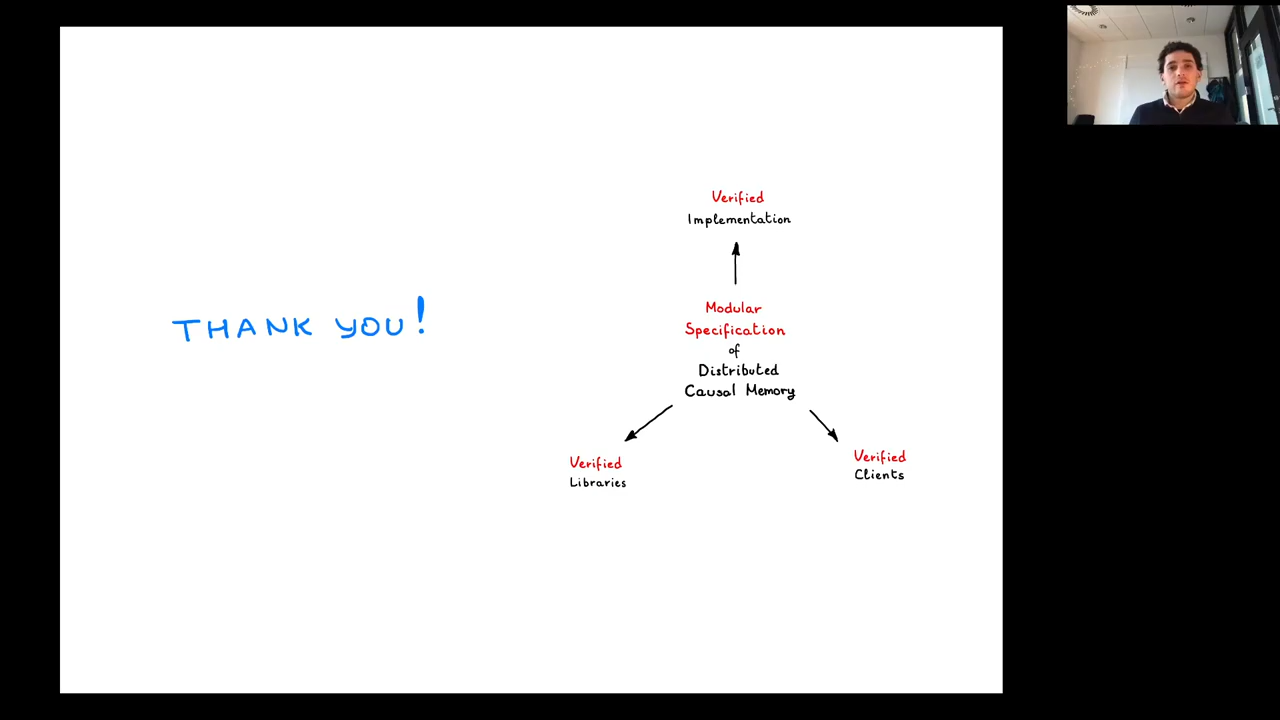 THANK YOU!
Verified
Implementation
Modular
Specification
of
Distributed
Causal Memory
Verified
Libraries
Verified
Clients